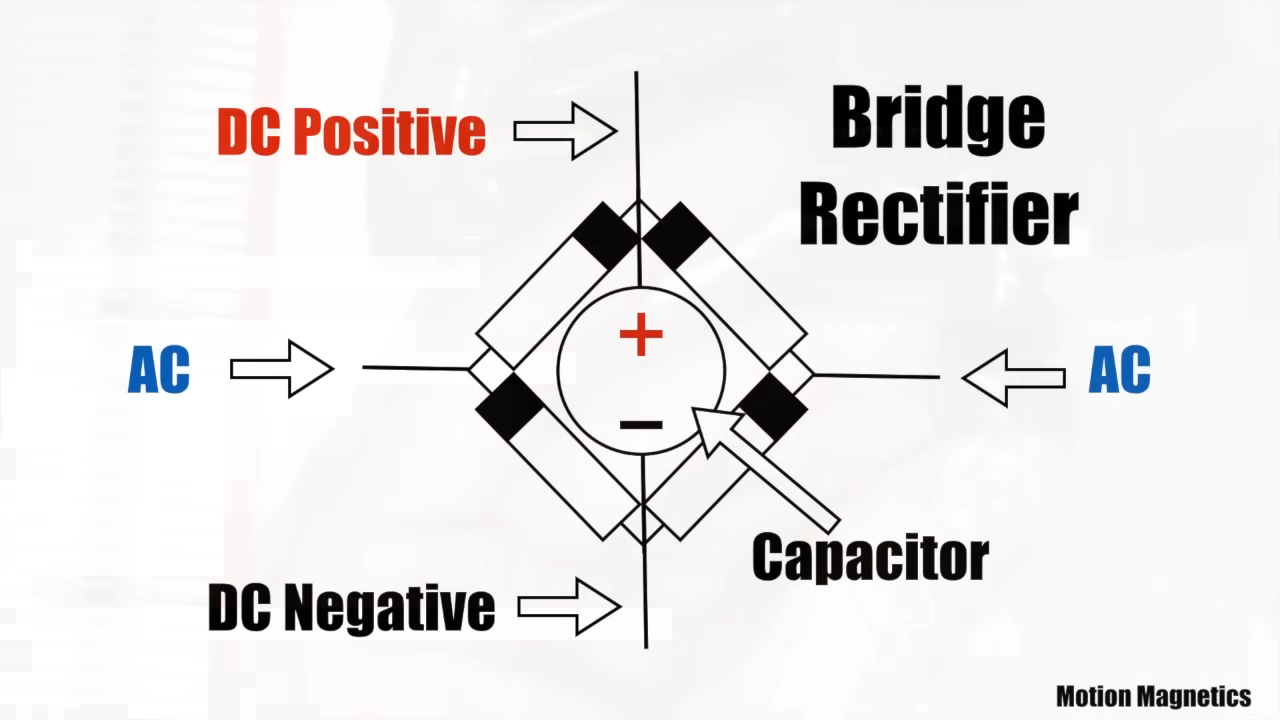 Bridge
Rectifier
DC Positive
AC
AC
+
−
Capacitor
DC Negative
Motion Magnetics